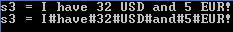 s3 = I have 32 USD and 5 EUR!
s3 = I#have#32#USD#and#5#EUR!